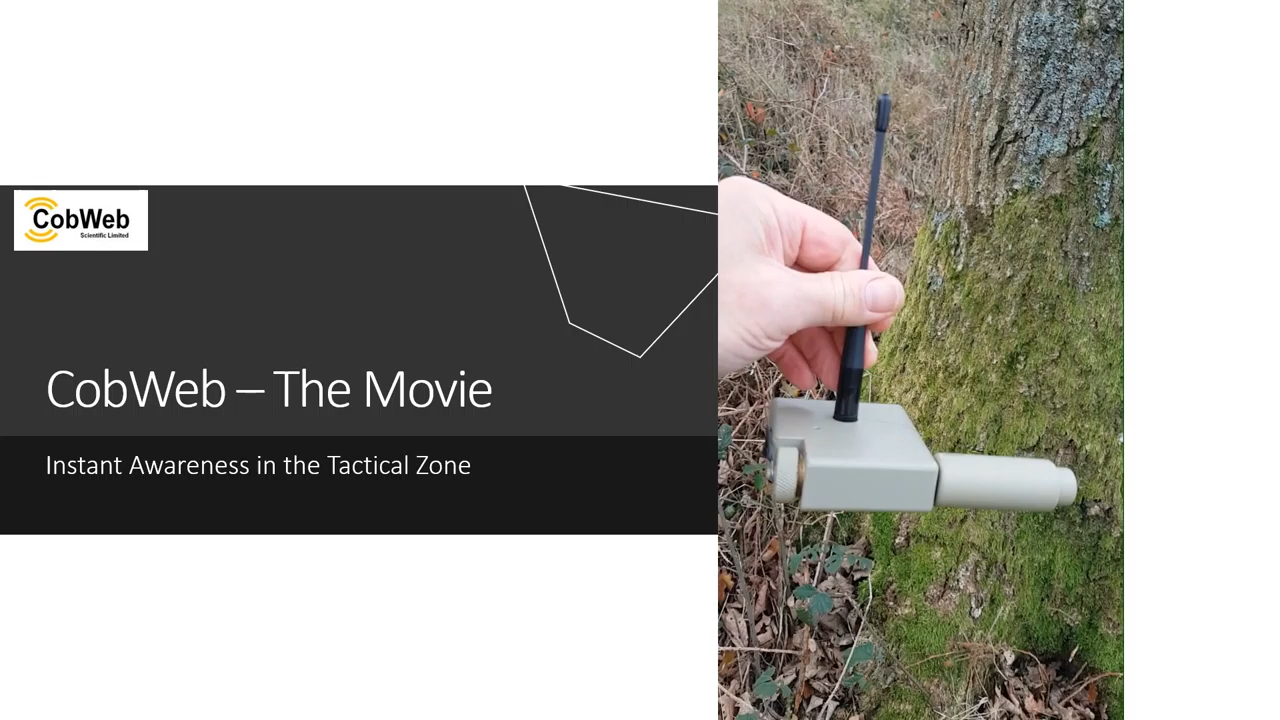 CobWeb
Scientific Limited
CobWeb – The Movie
Instant Awareness in the Tactical Zone